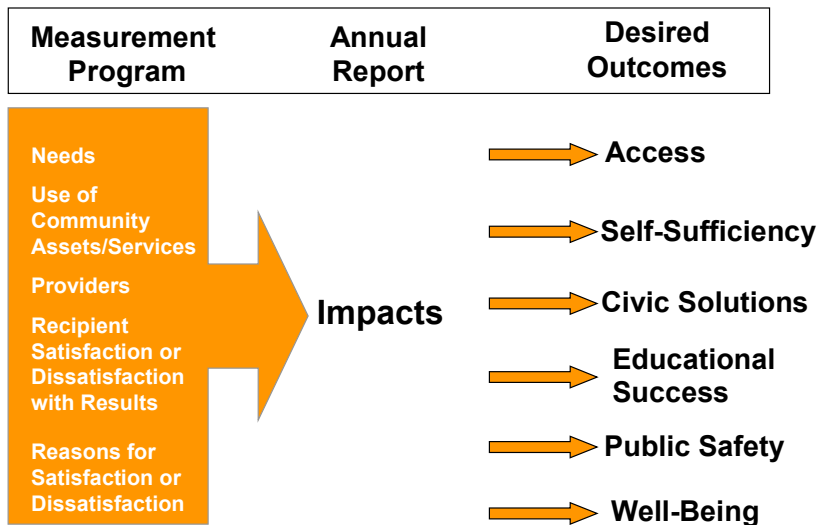 Measurement
Program
Annual
Report
Desired
Outcomes
Needs
Use of
Community
Assets/Services
Providers
Recipient
Satisfaction or
Dissatisfaction
with Results
Reasons for
Satisfaction or
Dissatisfaction
Impacts
Access
Self-Sufficiency
Civic Solutions
Educational
Success
Public Safety
Well-Being